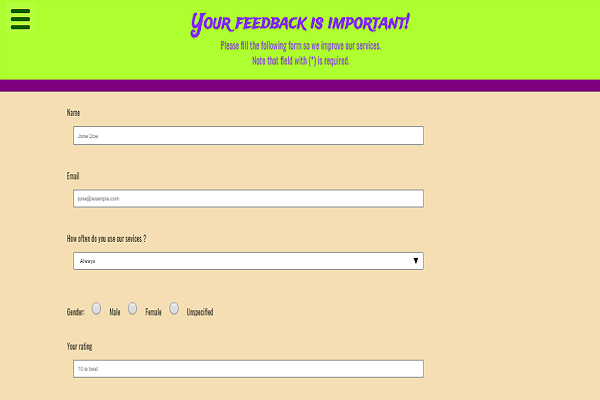 Your feedback is important!
Please fill the following form so we improve our services.
Note that field with (*) is required.
Name
Jone Doe
Email
jone@example.com
How often do you use our sevices ?
Always
Gender: Male Female Unspecified
Your rating
10 is best